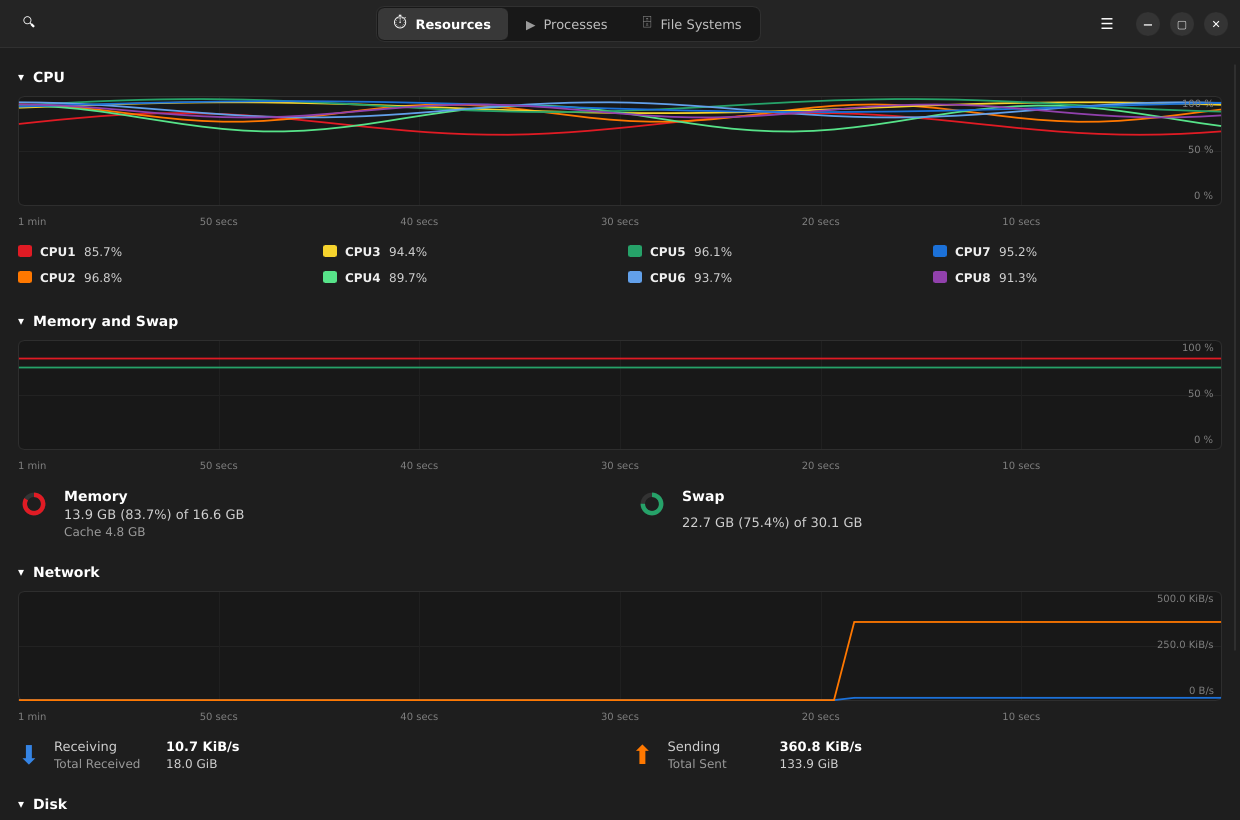 Resources Processes File Systems
CPU
100 %
50 %
0 %
1 min 50 secs 40 secs 30 secs 20 secs 10 secs
CPU1 85.7% CPU3 94.4% CPU5 96.1% CPU7 95.2%
CPU2 96.8% CPU4 89.7% CPU6 93.7% CPU8 91.3%
Memory and Swap
100 %
50 %
0 %
1 min 50 secs 40 secs 30 secs 20 secs 10 secs
Memory
13.9 GB (83.7%) of 16.6 GB
Cache 4.8 GB
Swap
22.7 GB (75.4%) of 30.1 GB
Network
500.0 KiB/s
250.0 KiB/s
0 B/s
1 min 50 secs 40 secs 30 secs 20 secs 10 secs
Receiving 10.7 KiB/s
Total Received 18.0 GiB
Sending 360.8 KiB/s
Total Sent 133.9 GiB
Disk